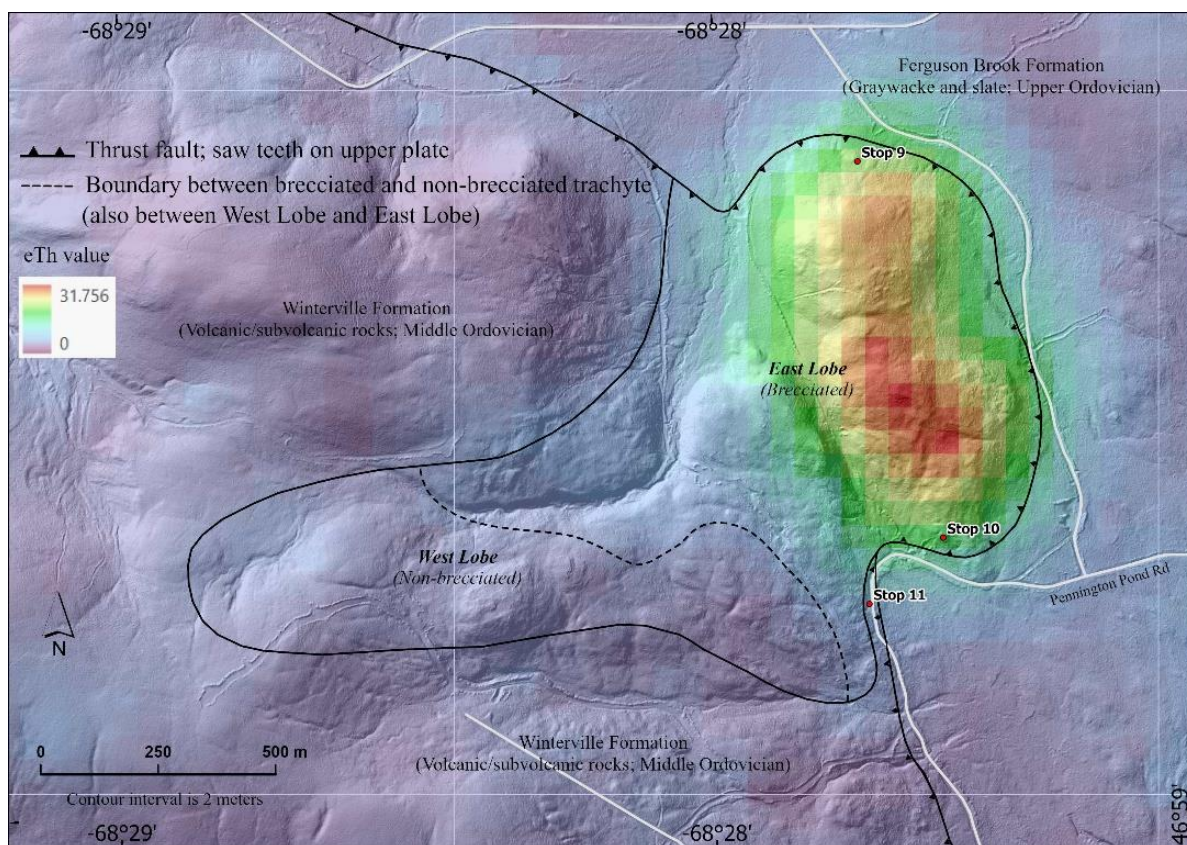 -68°29'
-68°28'
Ferguson Brook Formation
(Graywacke and slate; Upper Ordovician)
Thrust fault; saw teeth on upper plate
Stop 9
Boundary between brecciated and non-brecciated trachyte
(also between West Lobe and East Lobe)
eTh value
31.756
0
Winterville Formation
(Volcanic/subvolcanic rocks; Middle Ordovician)
East Lobe
(Brecciated)
Stop 10
West Lobe
(Non-brecciated)
Pennington Pond Rd
Stop 11
N
Winterville Formation
(Volcanic/subvolcanic rocks; Middle Ordovician)
0 250 500 m
Contour interval is 2 meters
-68°29'
-68°28'
46°59'